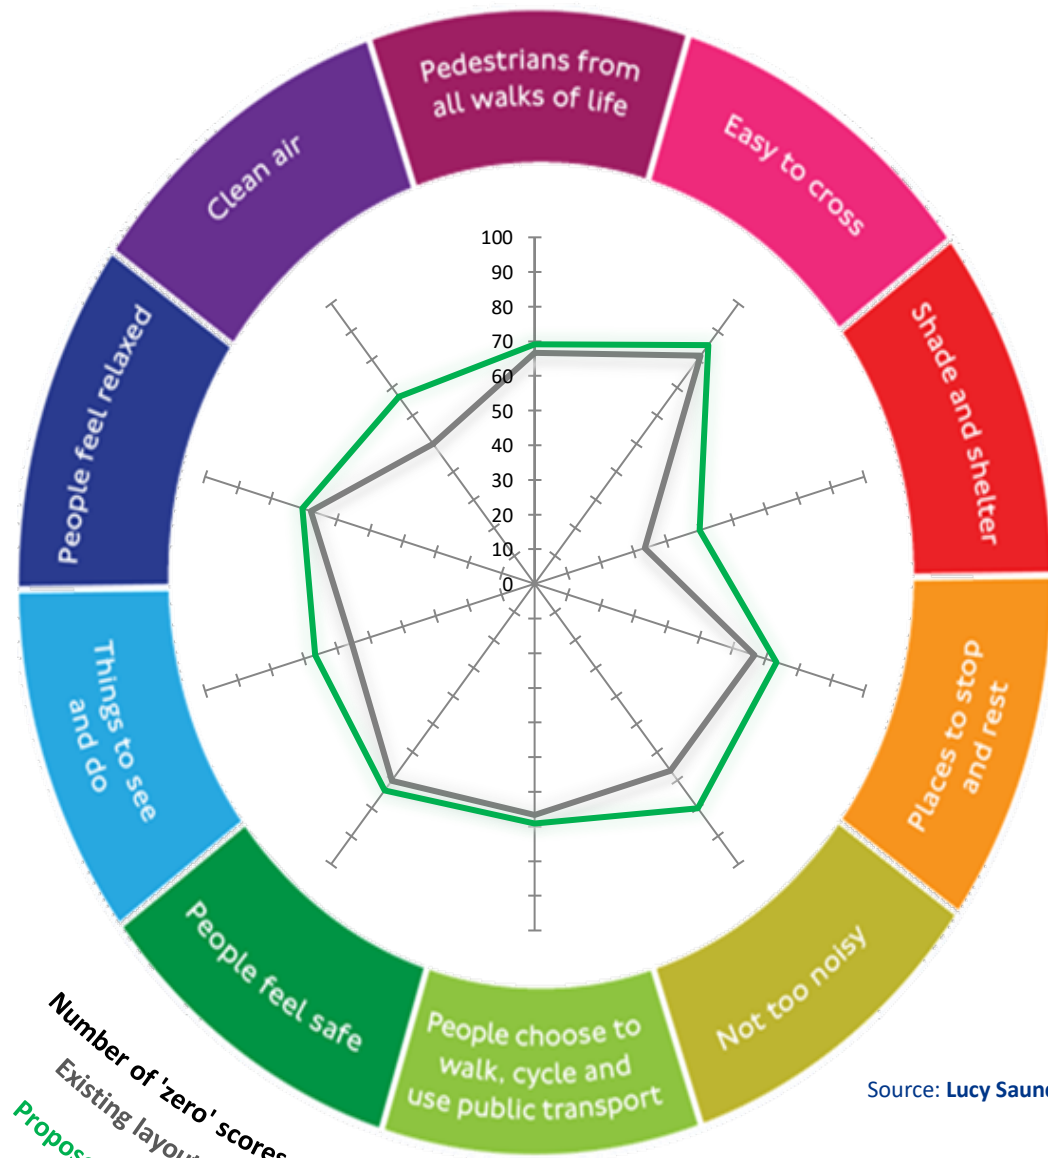 Pedestrians from
all walks of life
Easy to cross
Shade and shelter
Places to stop
and rest
Not too noisy
People choose to
walk, cycle and
use public transport
People feel safe
Things to see
and do
People feel relaxed
Clean air
100
90
80
70
60
50
40
30
20
10
0
Number of 'zero' scores
Existing
Source: Lucy